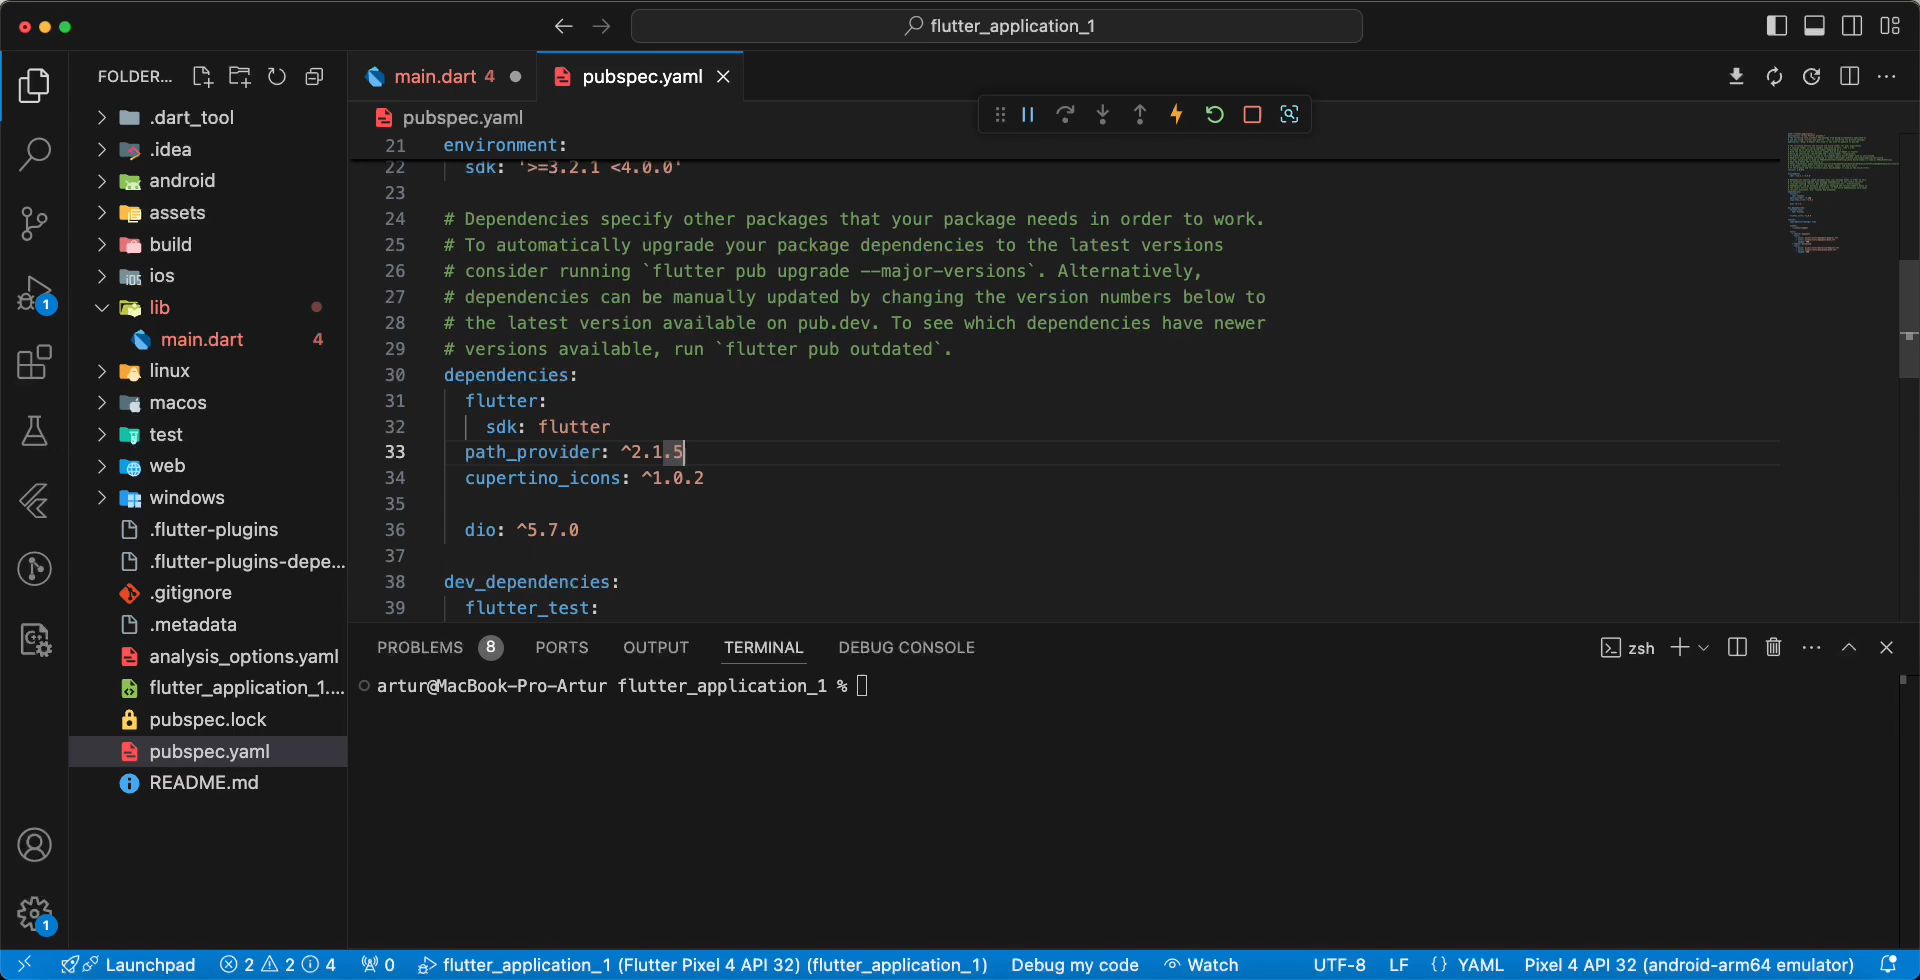 flutter_application_1
FOLDER...
main.dart 4
pubspec.yaml
.dart_tool
.idea
android
assets
build
ios
lib
main.dart 4
linux
macos
test
web
windows
.flutter-plugins
.flutter-plugins-depe...
.gitignore
.metadata
analysis_options.yaml
flutter_application_1....
pubspec.lock
pubspec.yaml
README.md
1
1
pubspec.yaml
21 environment:
22 sdk: '>=3.2.1 <4.0.0'
23
24 # Dependencies specify other packages that your package needs in order to work.
25 # To automatically upgrade your package dependencies to the latest versions
26 # consider running `flutter pub upgrade --major-versions`. Alternatively,
27 # dependencies can be manually updated by changing the version numbers below to
28 # the latest version available on pub.dev. To see which dependencies have newer
29 # versions available, run `flutter pub outdated`.
30 dependencies:
31 flutter:
32 sdk: flutter
33 path_provider: ^2.1.5
34 cupertino_icons: ^1.0.2
35
36 dio: ^5.7.0
37
38 dev_dependencies:
39 flutter_test:
PROBLEMS 8 PORTS OUTPUT TERMINAL DEBUG CONSOLE
zsh
artur@MacBook-Pro-Artur flutter_application_1 %
Launchpad 2 2 4 0 flutter_application_1 (Flutter Pixel 4 API 32) (flutter_application_1) Debug my code Watch UTF-8 LF {} YAML Pixel 4 API 32 (android-arm64 emulator)